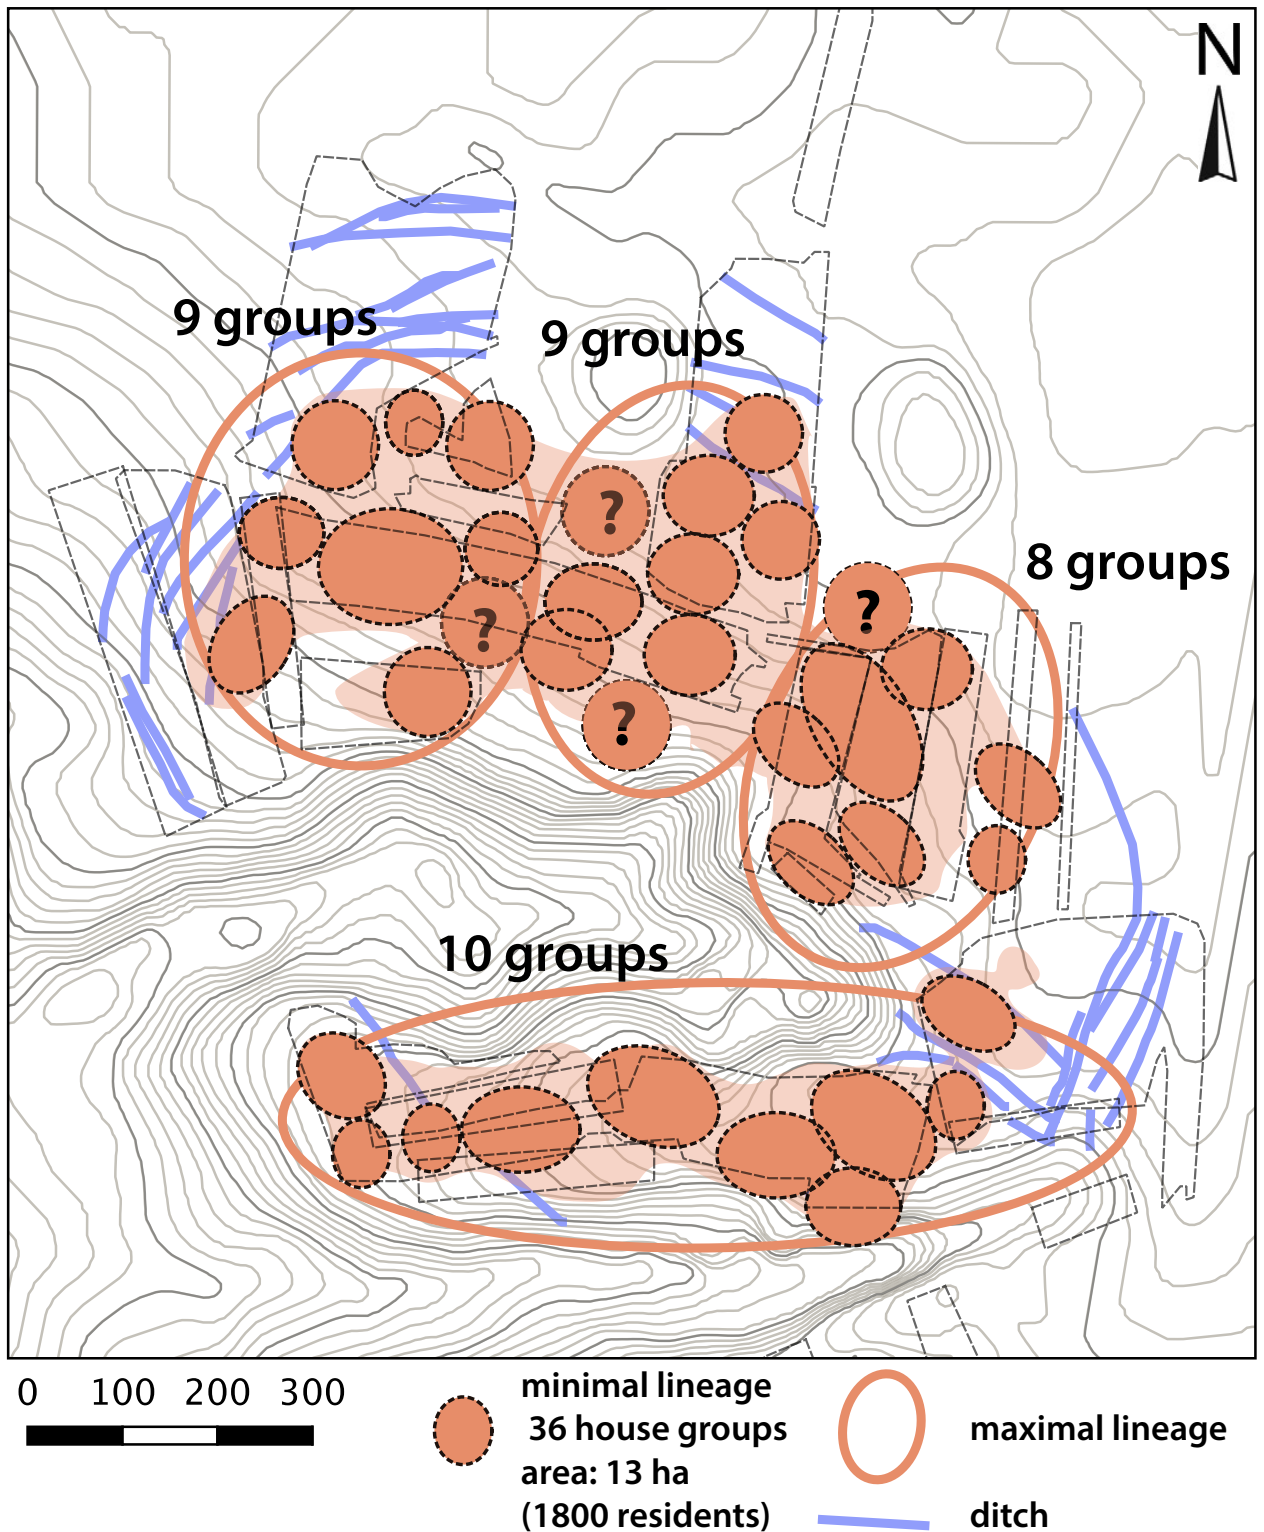 N
9 groups
9 groups
?
8 groups
?
?
?
10 groups
0 100 200 300
minimal lineage
36 house groups
area: 13 ha
(1800 residents)
maximal lineage
ditch